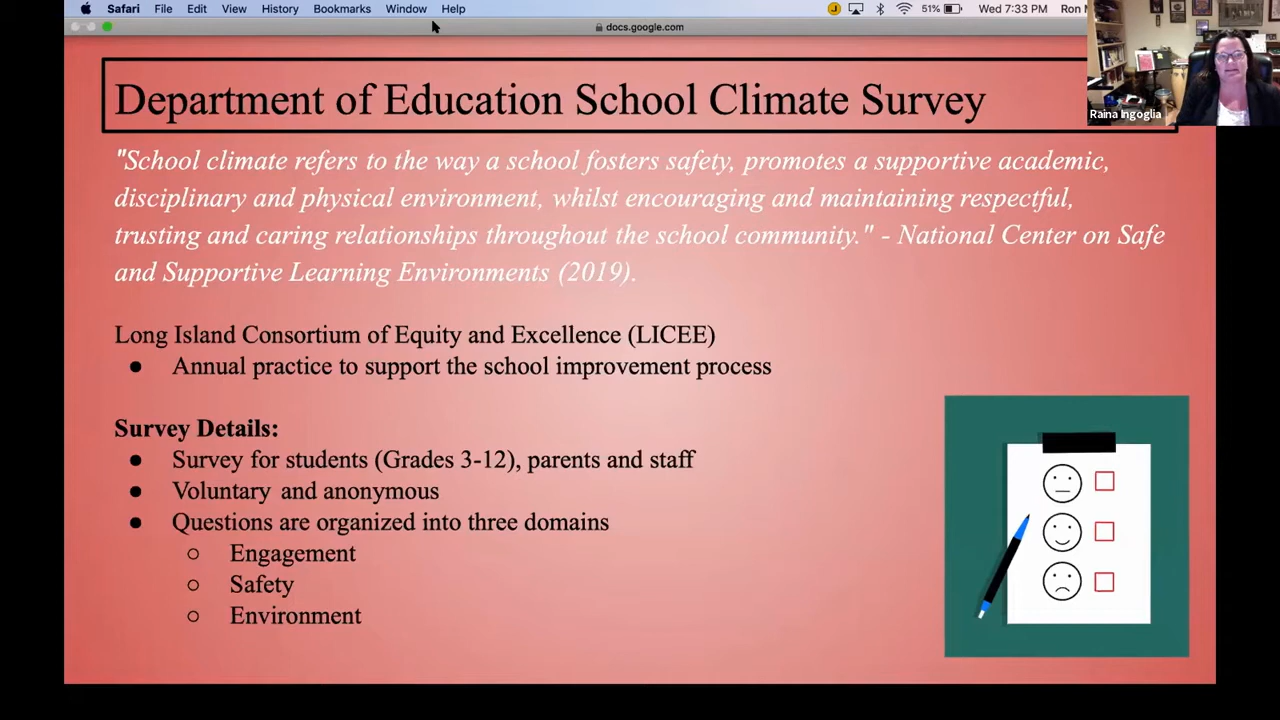 Safari File Edit View History Bookmarks Window Help 51% Wed 7:33 PM Ron
docs.google.com
Raina Ingoglia
Department of Education School Climate Survey
"School climate refers to the way a school fosters safety, promotes a supportive academic,
disciplinary and physical environment, whilst encouraging and maintaining respectful,
trusting and caring relationships throughout the school community." - National Center on Safe
and Supportive Learning Environments (2019).
Long Island Consortium of Equity and Excellence (LICEE)
● Annual practice to support the school improvement process
Survey Details:
● Survey for students (Grades 3-12), parents and staff
● Voluntary and anonymous
● Questions are organized into three domains
○ Engagement
○ Safety
○ Environment